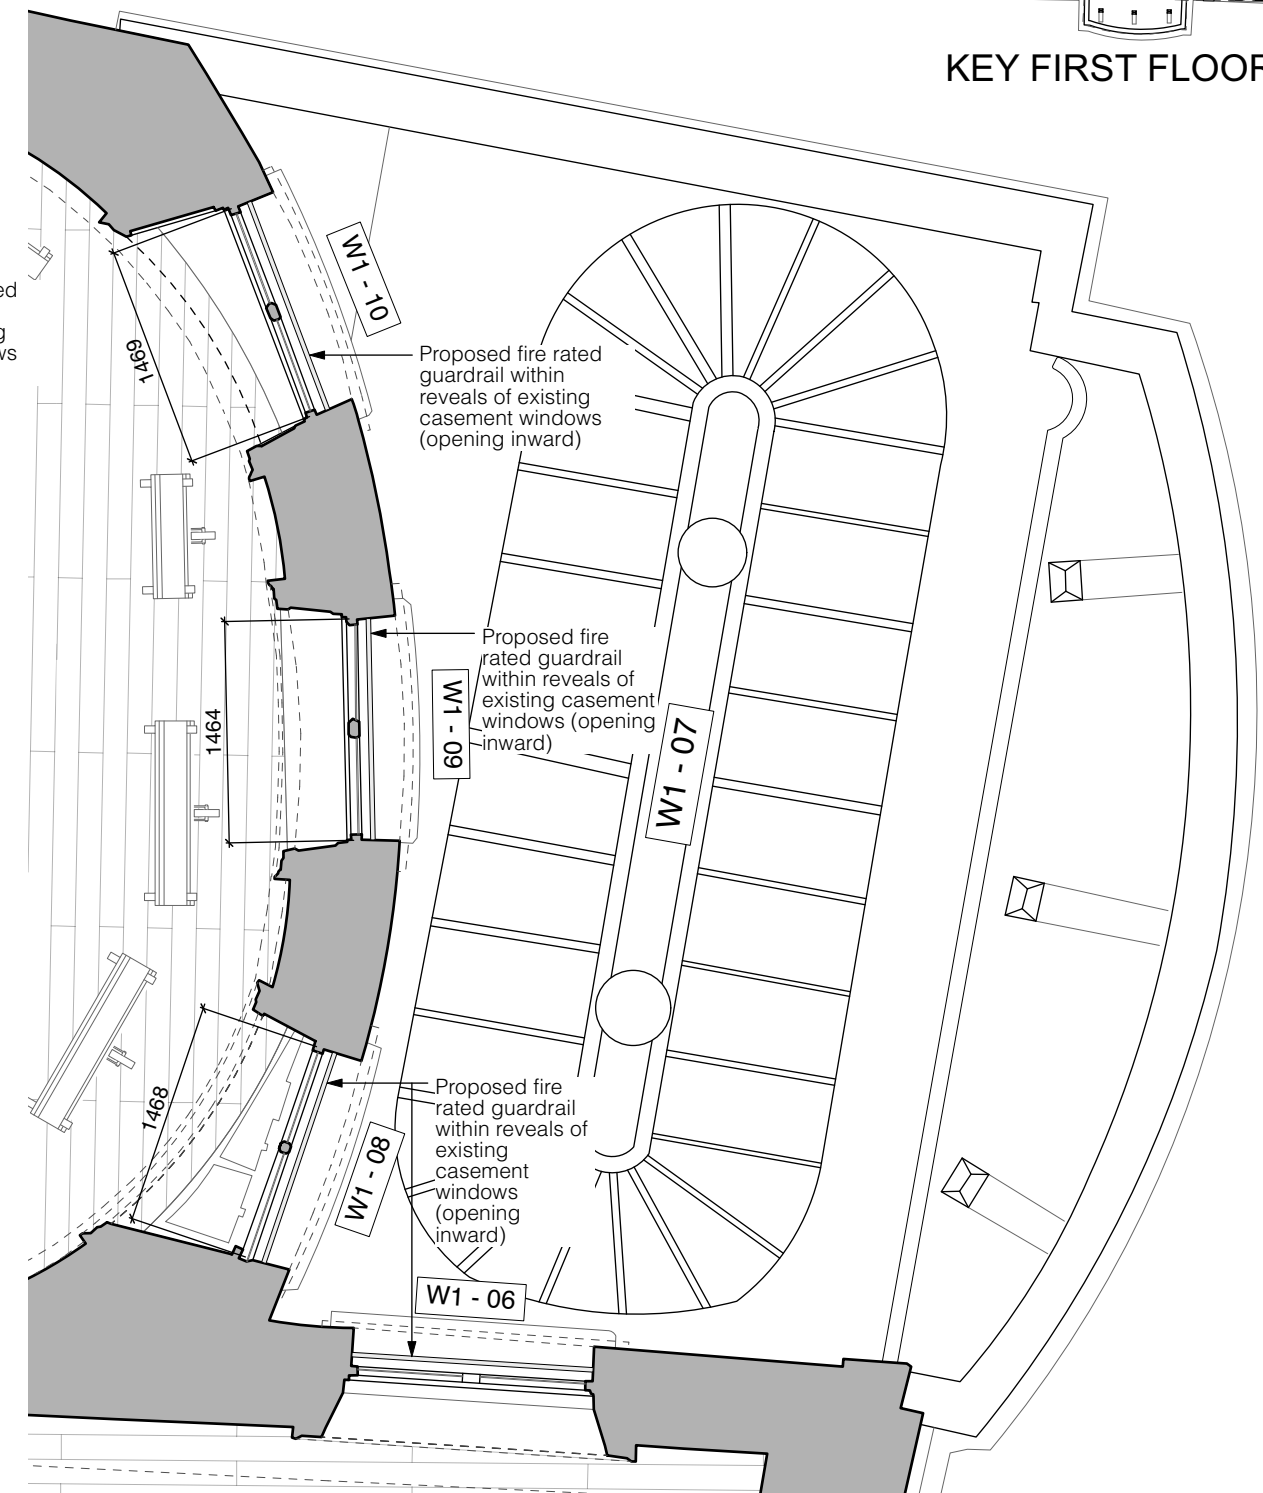 KEY FIRST FLOOR
W1 - 10
ed
g
ws
1469
Proposed fire rated
guardrail within
reveals of existing
casement windows
(opening inward)
Proposed fire
rated guardrail
within reveals of
existing casement
windows (opening
inward)
1464
W1 - 09
W1 - 07
Proposed fire
rated guardrail
within reveals of
existing
casement
windows
(opening
inward)
1468
W1 - 08
W1 - 06